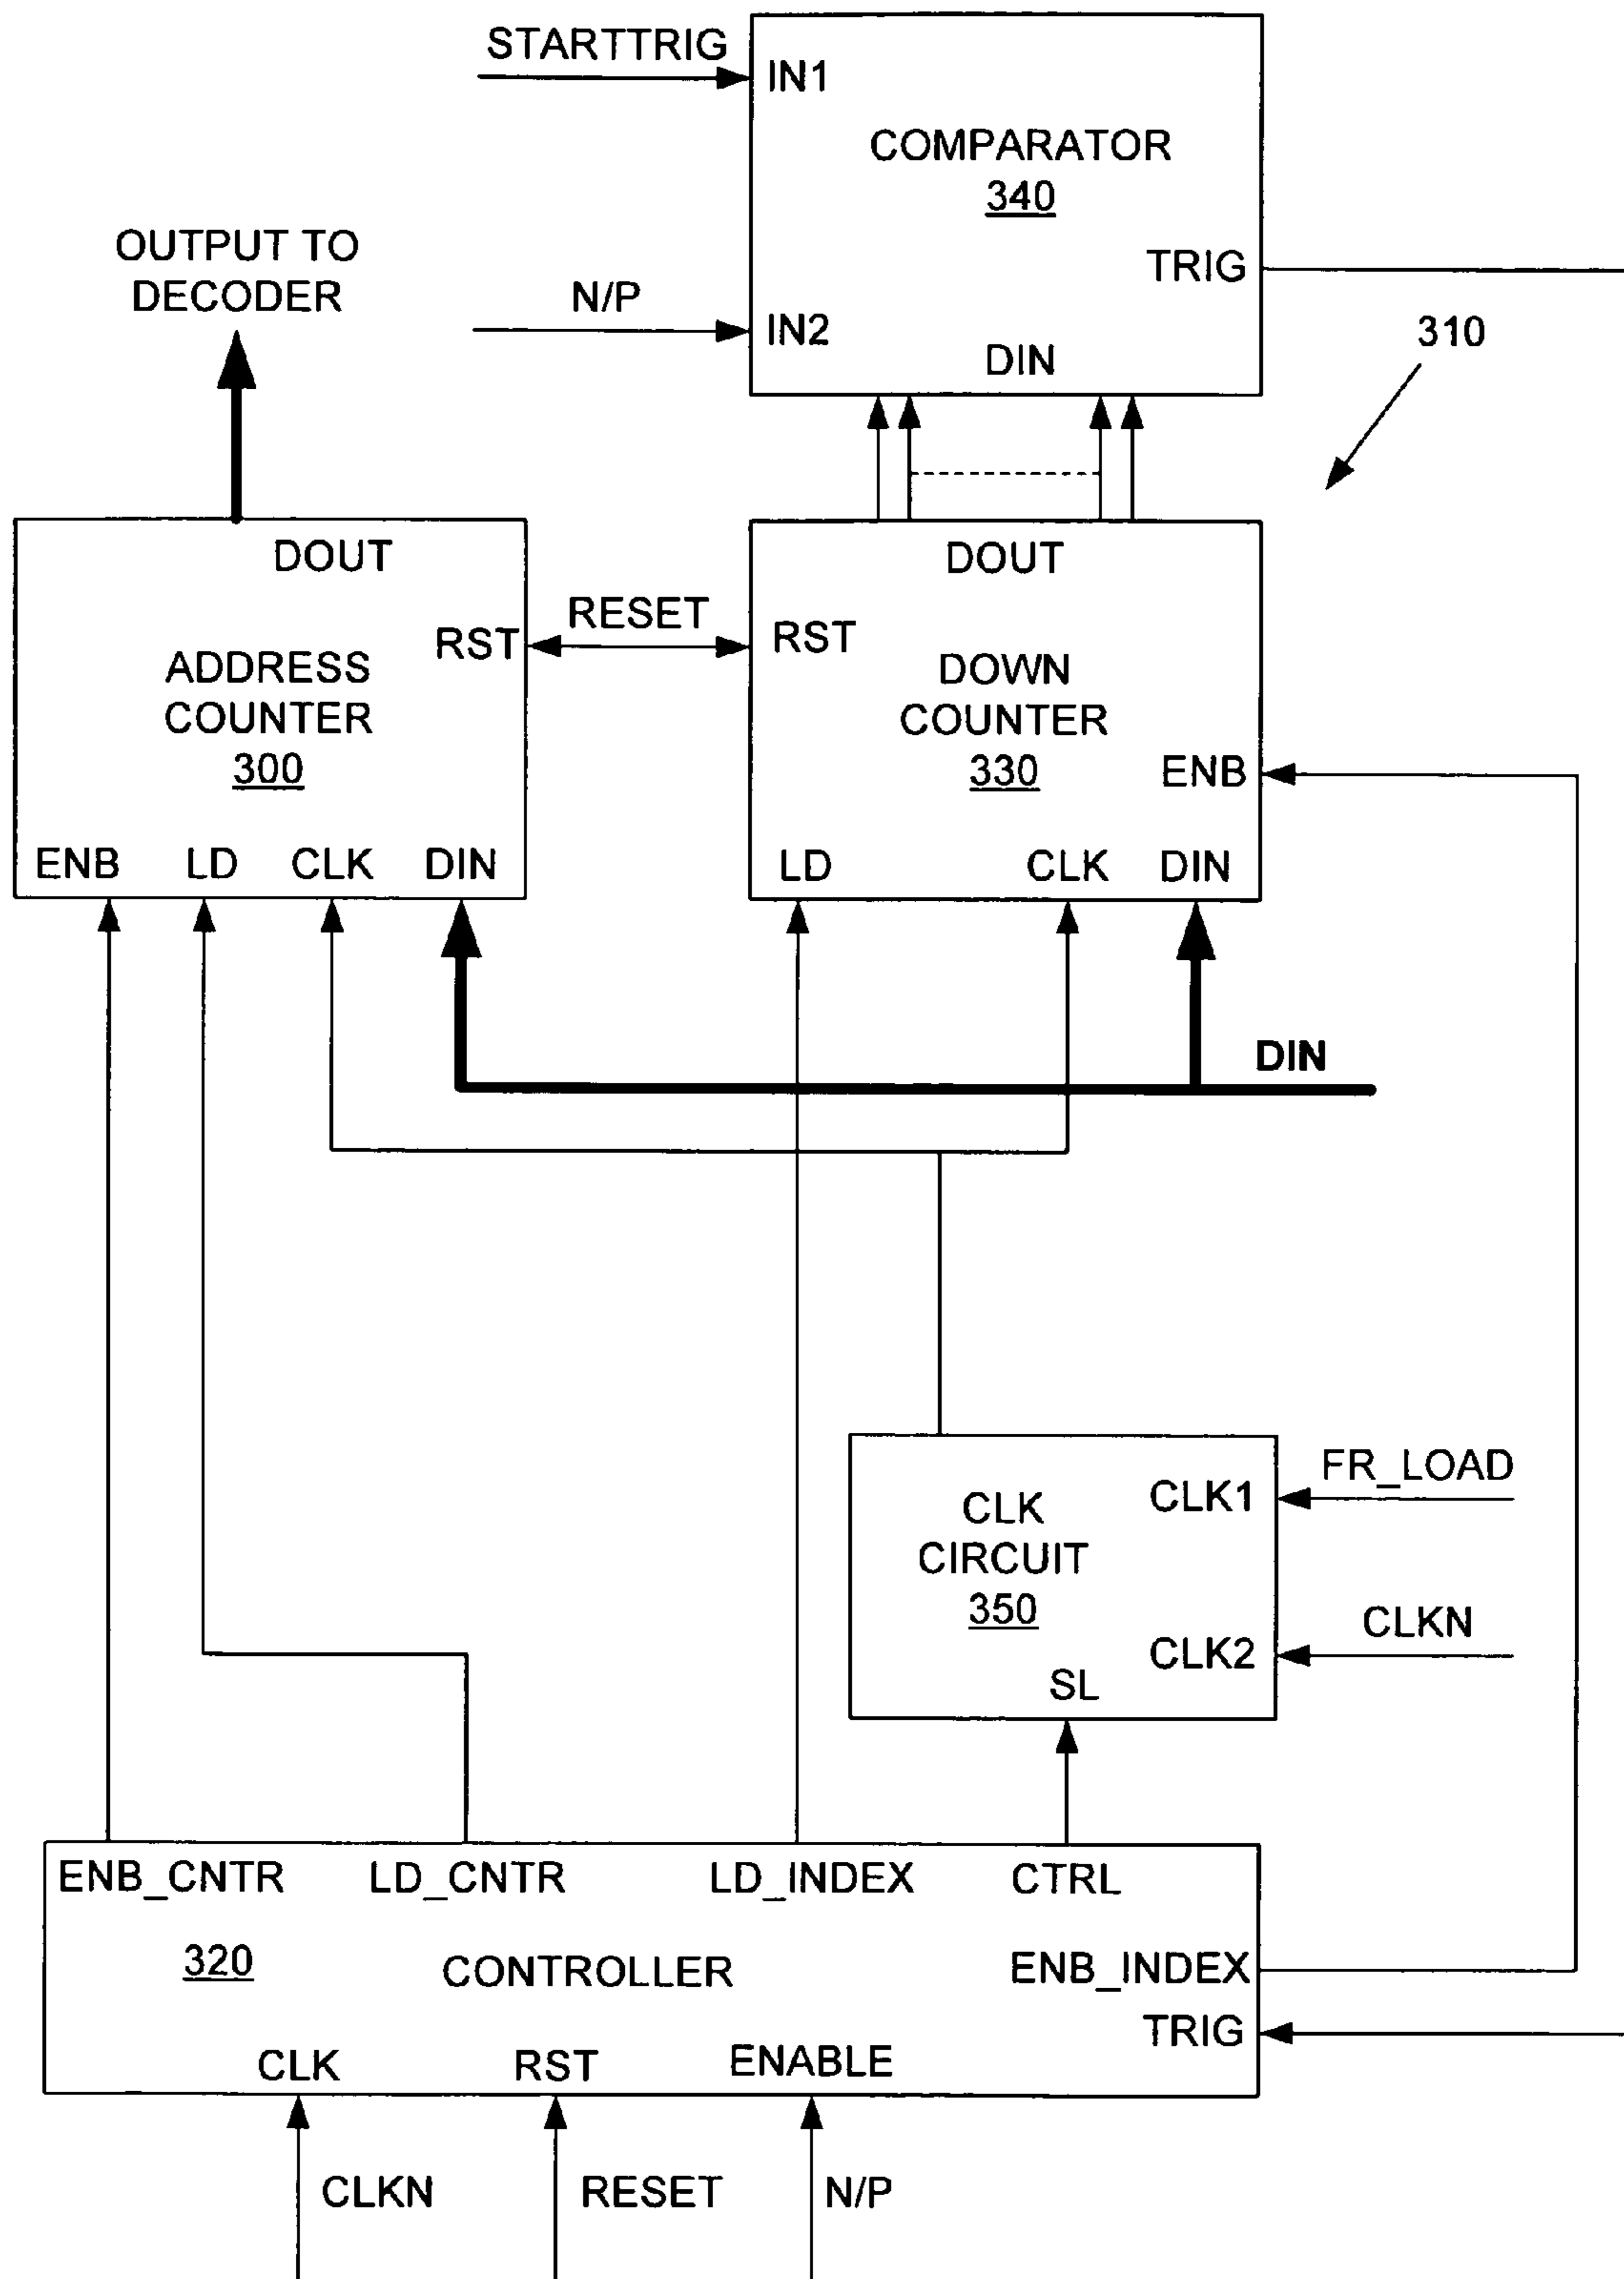 STARTTRIG
IN1
COMPARATOR
340
TRIG
N/P
IN2
DIN
310
OUTPUT TO
DECODER
DOUT
RST
ADDRESS
COUNTER
300
ENB
LD
CLK
DIN
RESET
DOUT
RST
DOWN
COUNTER
330
ENB
LD
CLK
DIN
DIN
CLK
CIRCUIT
350
CLK1
FR_LOAD
CLK2
CLKN
SL
ENB_CNTR
LD_CNTR
LD_INDEX
CTRL
320
CONTROLLER
ENB_INDEX
TRIG
CLK
RST
ENABLE
CLKN
RESET
N/P